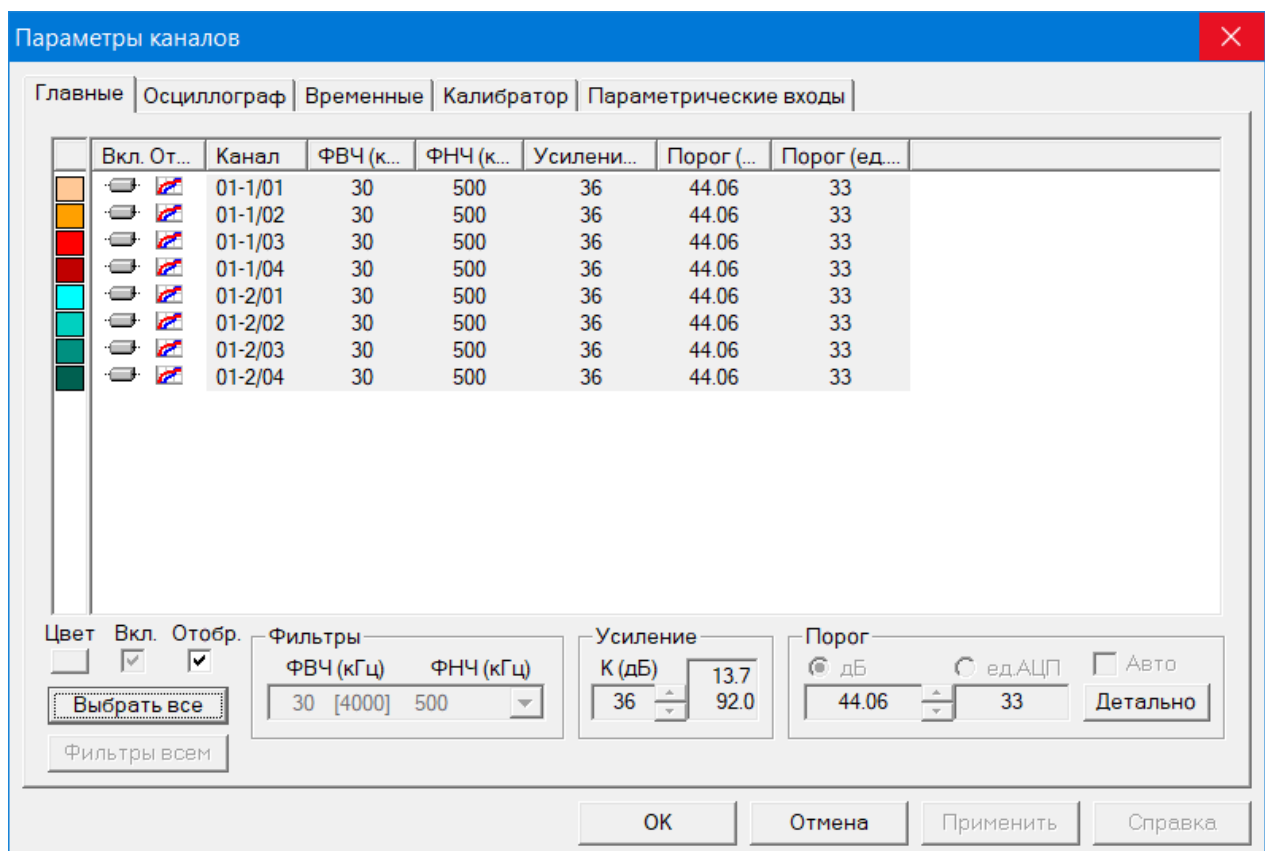 Параметры каналов
Главные Осциллограф Временные Калибратор Параметрические входы
Вкл. От... Канал ФВЧ (к... ФНЧ (к... Усилени... Порог (... Порог (ед....
01-1/01 30 500 36 44.06 33
01-1/02 30 500 36 44.06 33
01-1/03 30 500 36 44.06 33
01-1/04 30 500 36 44.06 33
01-2/01 30 500 36 44.06 33
01-2/02 30 500 36 44.06 33
01-2/03 30 500 36 44.06 33
01-2/04 30 500 36 44.06 33
Цвет Вкл. Отобр. Фильтры Усиление Порог
ФВЧ (кГц) ФНЧ (кГц) К (дБ) 13.7 дБ ед.АЦП Авто
Выбрать все 30 [4000] 500 36 92.0 44.06 33 Детально
Фильтры всем
OK Отмена Применить Справка